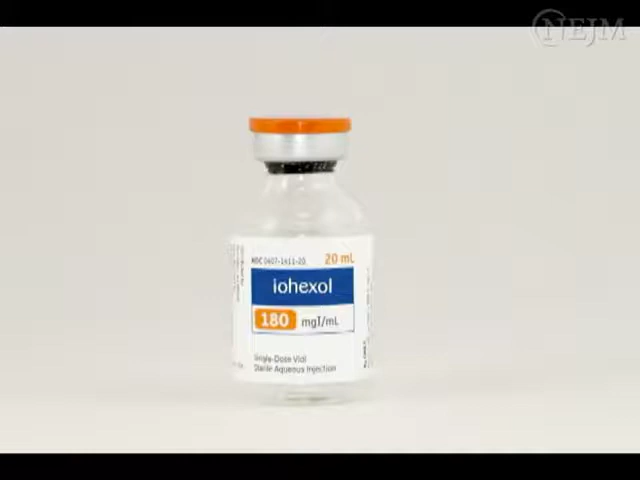 NEJM
NDC 0407-1411-20
20 mL
iohexol
180 mgI/mL
Single-Dose Vial
Sterile Aqueous Injection